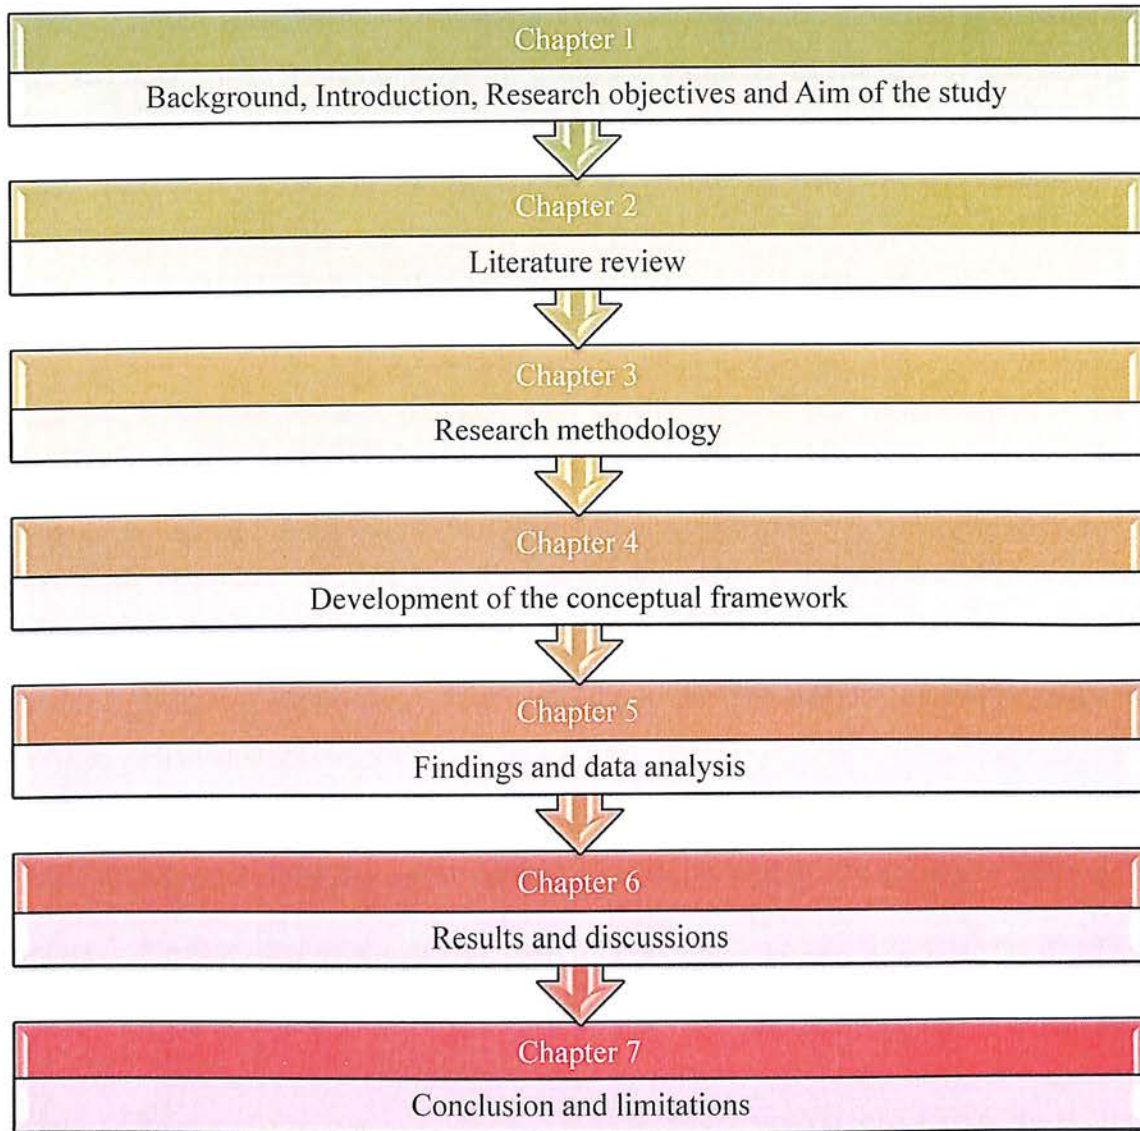 Chapter 1
Background, Introduction, Research objectives and Aim of the study
Chapter 2
Literature review
Chapter 3
Research methodology
Chapter 4
Development of the conceptual framework
Chapter 5
Findings and data analysis
Chapter 6
Results and discussions
Chapter 7
Conclusion and limitations